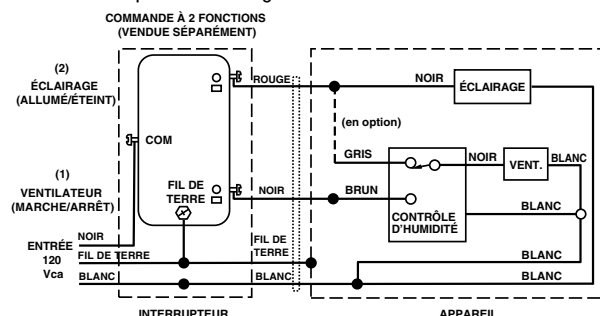 COMMANDE À 2 FONCTIONS
(VENDUE SÉPARÉMENT)
(2)
ÉCLAIRAGE
(ALLUMÉ/ÉTEINT)
ROUGE
NOIR
ÉCLAIRAGE
COM
(en option)
GRIS
NOIR
VENT.
BLANC
(1)
VENTILATEUR
(MARCHE/ARRÊT)
FIL DE
TERRE
NOIR
BRUN
CONTRÔLE
D'HUMIDITÉ
BLANC
ENTRÉE
120
Vca
NOIR
FIL DE TERRE
BLANC
FIL DE
TERRE
BLANC
BLANC
BLANC
INTERRUPTEUR
APPAREIL